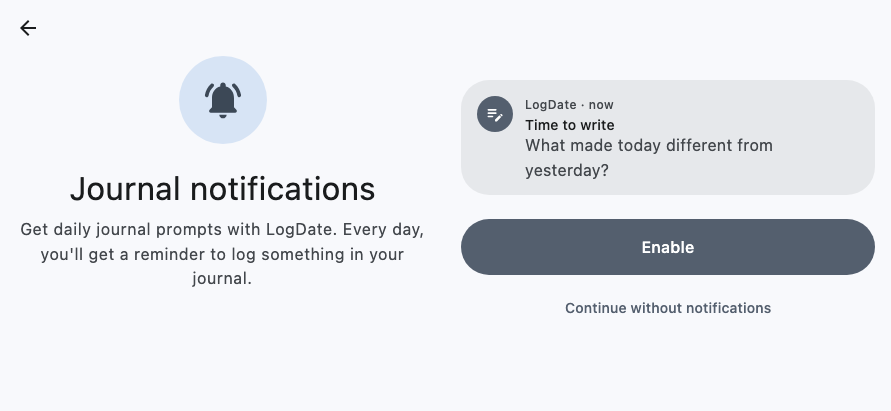 Journal notifications
Get daily journal prompts with LogDate. Every day,
you'll get a reminder to log something in your
journal.
LogDate · now
Time to write
What made today different from
yesterday?
Enable
Continue without notifications